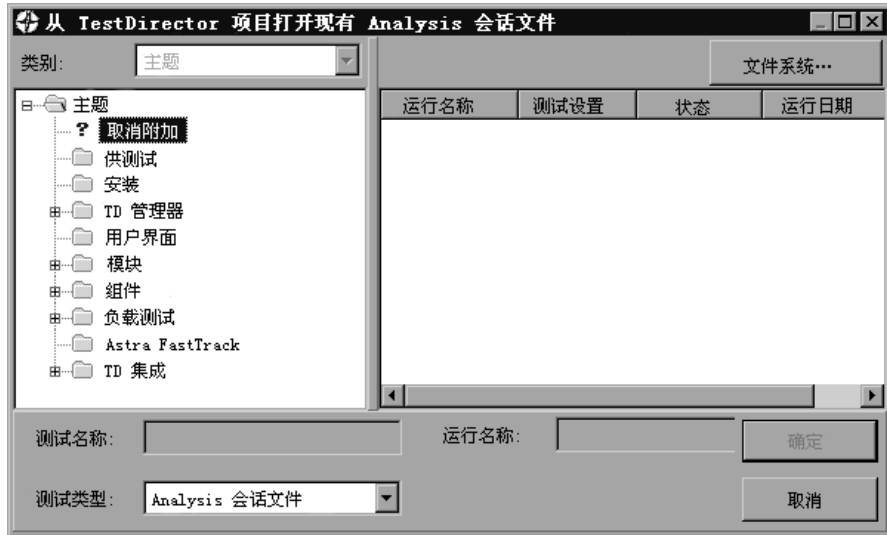 从 TestDirector 项目打开现有 Analysis 会话文件
类别: 主题
文件系统…
主题
? 取消附加
供测试
安装
TD 管理器
用户界面
模块
组件
负载测试
Astra FastTrack
TD 集成
运行名称 测试设置 状态 运行日期
测试名称: 运行名称: 确定
测试类型: Analysis 会话文件 取消